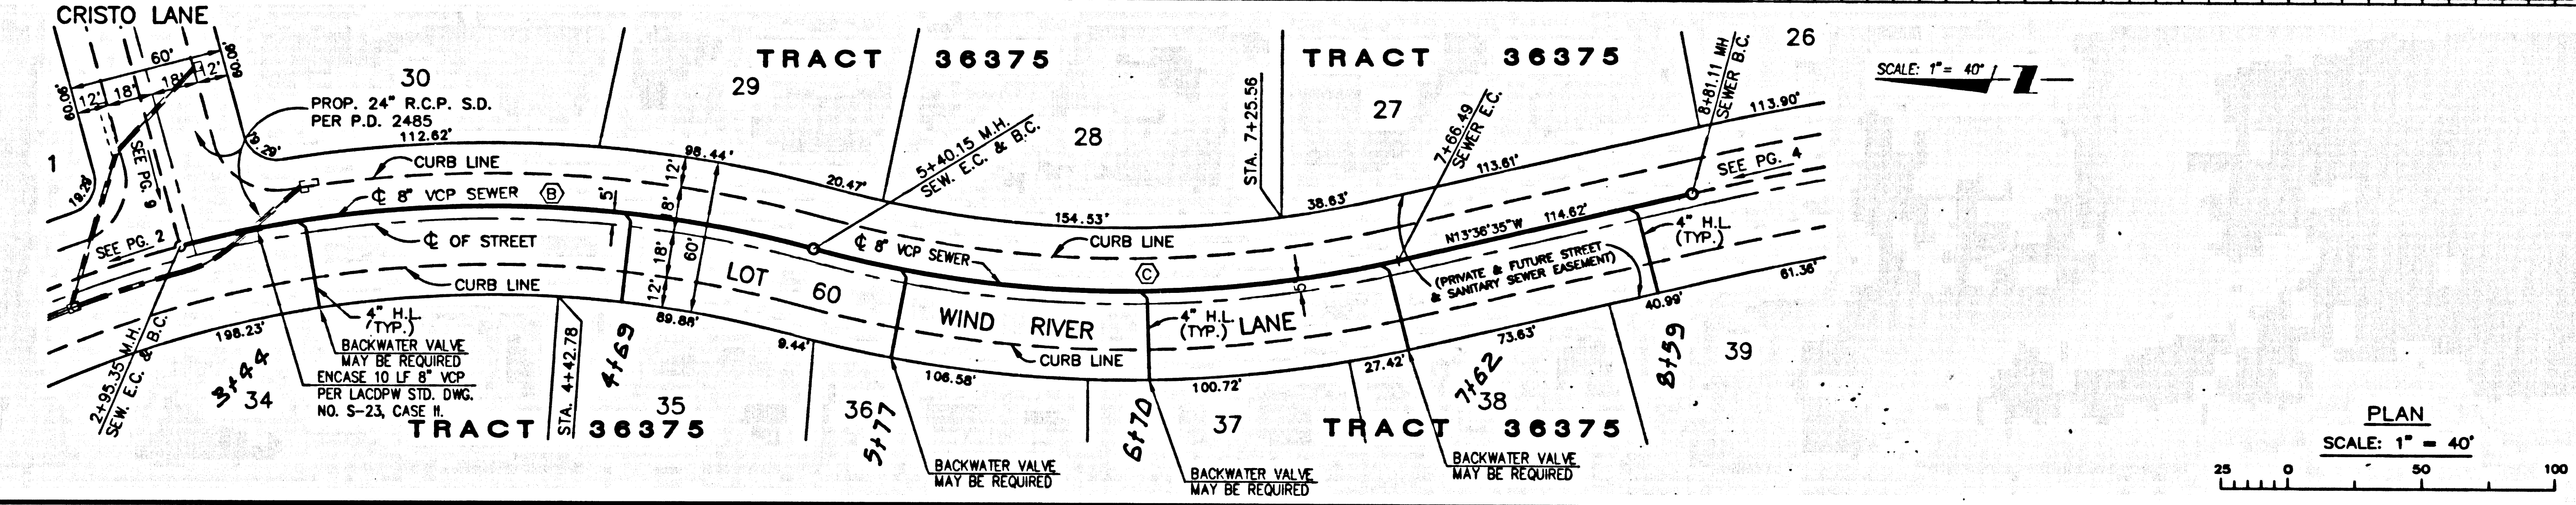 CRISTO LANE
60'
12'
18'
18'
12'
60.06'
60.06'
1
19.29'
19.29'
SEE PG. 9
SEE PG. 2
30
PROP. 24" R.C.P. S.D.
PER P.D. 2485
112.62'
CURB LINE
℄ 8" VCP SEWER
B
℄ OF STREET
CURB LINE
5'
29
TRACT 36375
98.44'
12'
18'
18'
12'
60'
20.47'
5+40.15 M.H.
SEW. E.C. & B.C.
28
154.53'
℄ 8" VCP SEWER
CURB LINE
C
STA. 7+25.56
TRACT 36375
27
38.63'
7+66.49
SEWER E.C.
113.61'
8+81.11 MH
SEWER B.C.
26
113.90'
SEE PG. 4
N13°36'35"W
114.62'
4" H.L.
(TYP.)
(PRIVATE & FUTURE STREET
& SANITARY SEWER EASEMENT)
5'
LOT 60
WIND RIVER LANE
4" H.L.
(TYP.)
CURB LINE
2+95.35 M.H.
SEW. E.C. & B.C.
198.23'
3+44
34
4" H.L.
(TYP.)
BACKWATER VALVE
MAY BE REQUIRED
ENCASE 10 LF 8" VCP
PER LACDPW STD. DWG.
NO. S-23, CASE II.
TRACT 36375
STA. 4+42.78
4+69
35
89.88'
9.44'
36
5+77
106.58'
BACKWATER VALVE
MAY BE REQUIRED
6+70
100.72'
37
BACKWATER VALVE
MAY BE REQUIRED
27.42'
TRACT 36375
7+62
38
73.63'
BACKWATER VALVE
MAY BE REQUIRED
40.99'
8+59
39
61.36'
SCALE: 1" = 40'
PLAN
SCALE: 1" = 40'
25 0 50 100